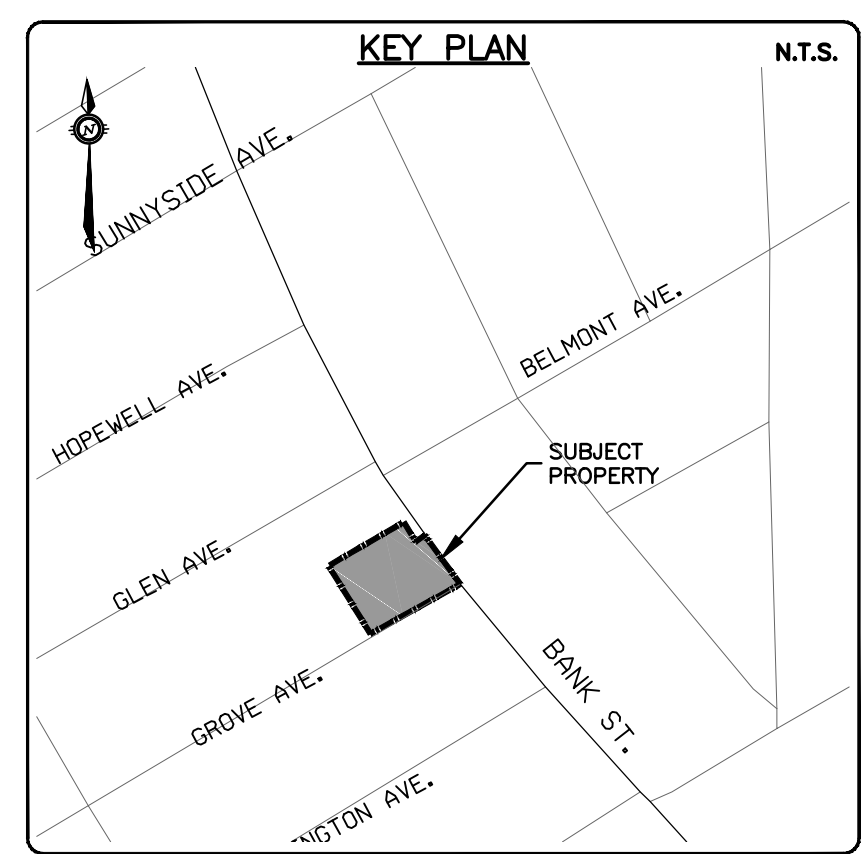 KEY PLAN
N.T.S.
N
SUNNYSIDE AVE.
BELMONT AVE.
HOPEWELL AVE.
SUBJECT
PROPERTY
GLEN AVE.
BANK ST.
GROVE AVE.
NGTON AVE.